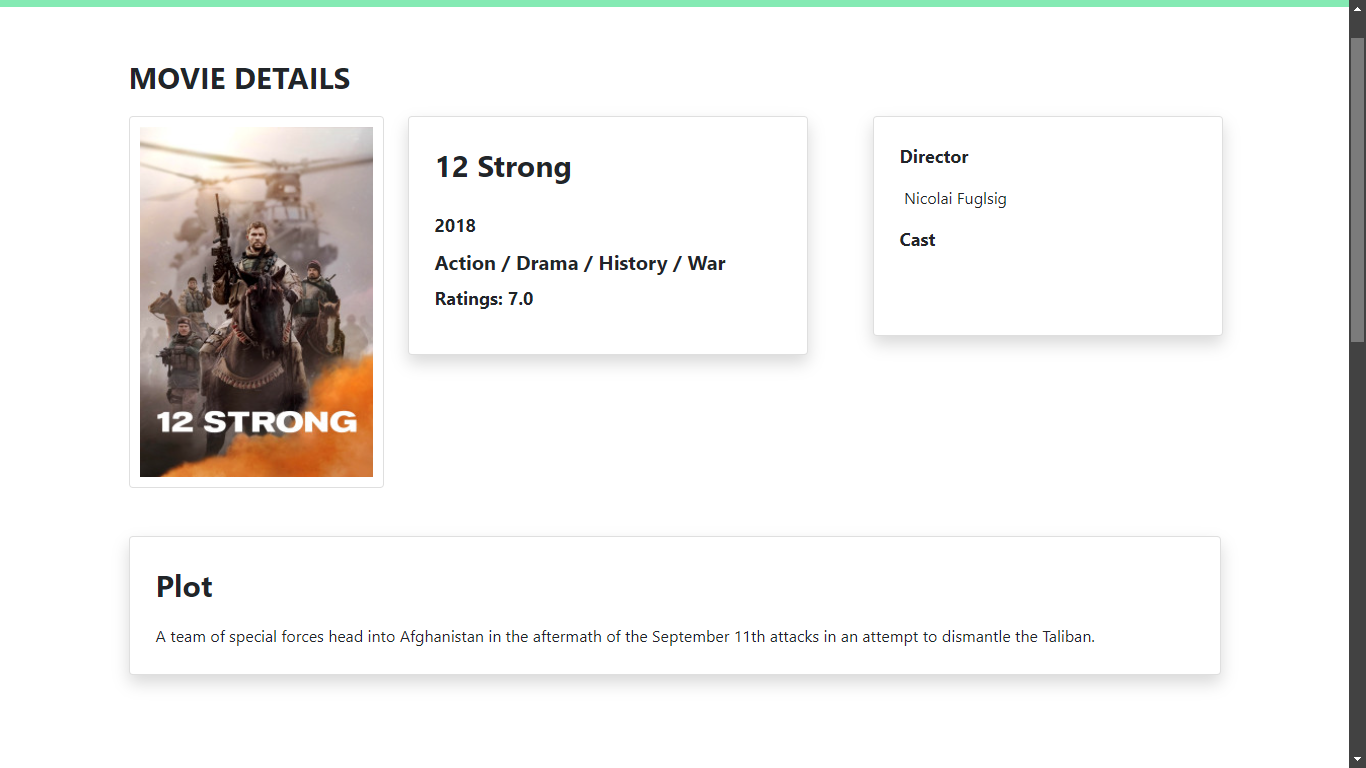 MOVIE DETAILS
12 STRONG
12 Strong
2018
Action / Drama / History / War
Ratings: 7.0
Director
Nicolai Fuglsig
Cast
Plot
A team of special forces head into Afghanistan in the aftermath of the September 11th attacks in an attempt to dismantle the Taliban.